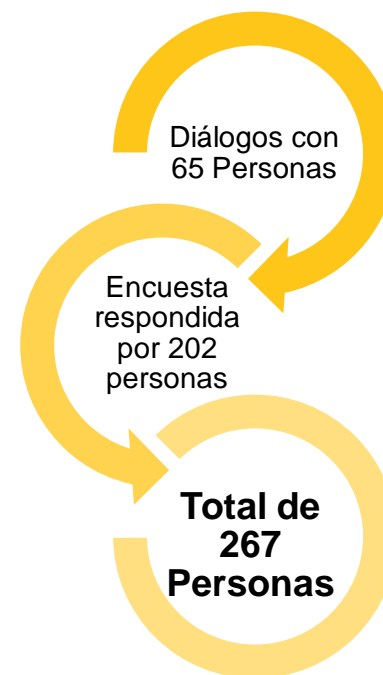 Diálogos con
65 Personas
Encuesta
respondida
por 202
personas
Total de
267
Personas